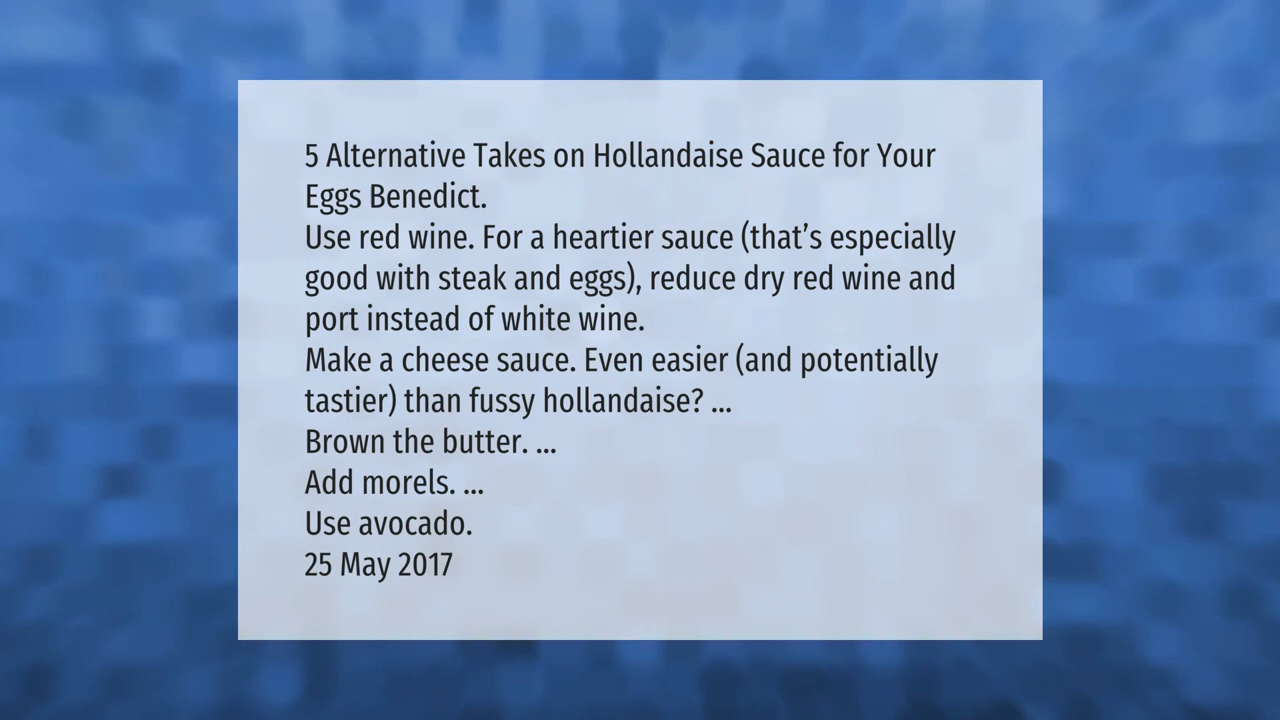 5 Alternative Takes on Hollandaise Sauce for Your
Eggs Benedict.
Use red wine. For a heartier sauce (that’s especially
good with steak and eggs), reduce dry red wine and
port instead of white wine.
Make a cheese sauce. Even easier (and potentially
tastier) than fussy hollandaise? ...
Brown the butter. ...
Add morels. ...
Use avocado.
25 May 2017